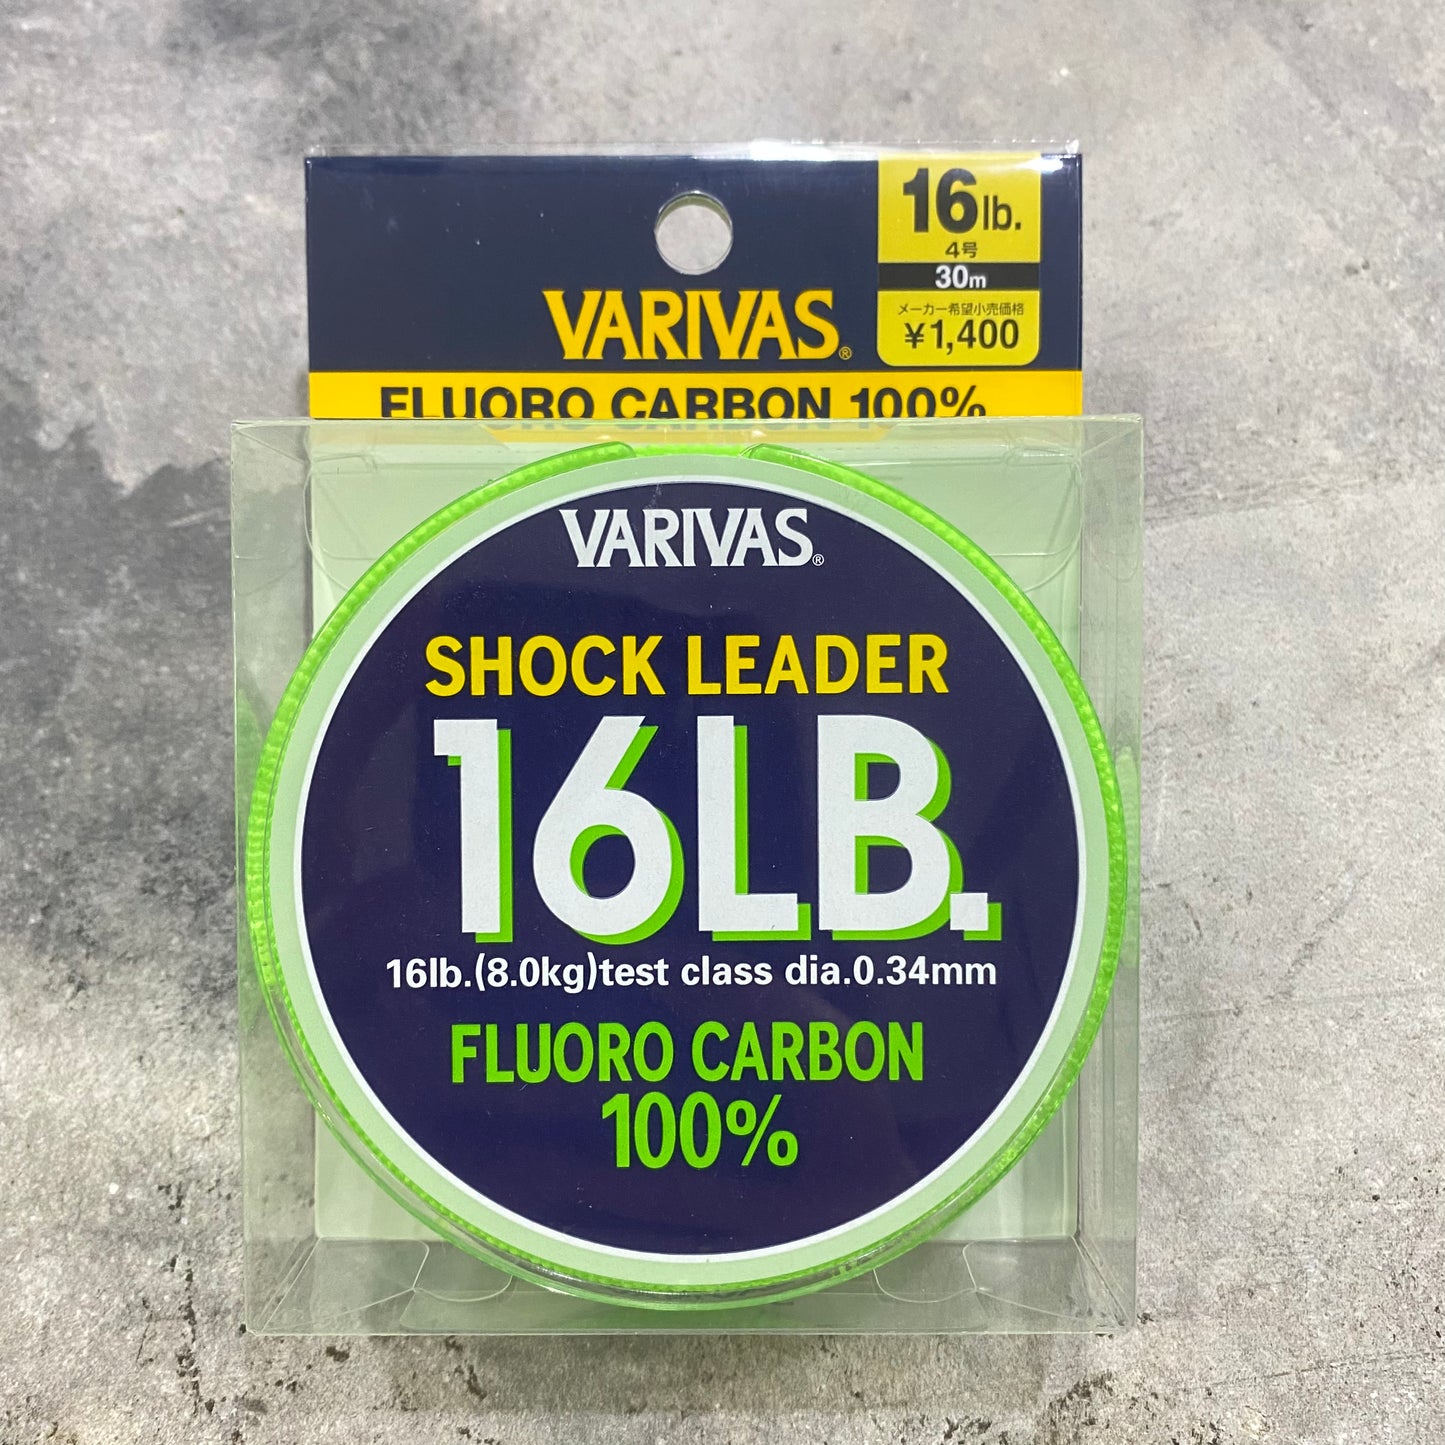 16lb.
4号
30m
メーカー希望小売価格
¥1,400
VARIVAS®
FLUORO CARBON 100%
VARIVAS®
SHOCK LEADER
16LB.
16lb.(8.0kg)test class dia.0.34mm
FLUORO CARBON
100%